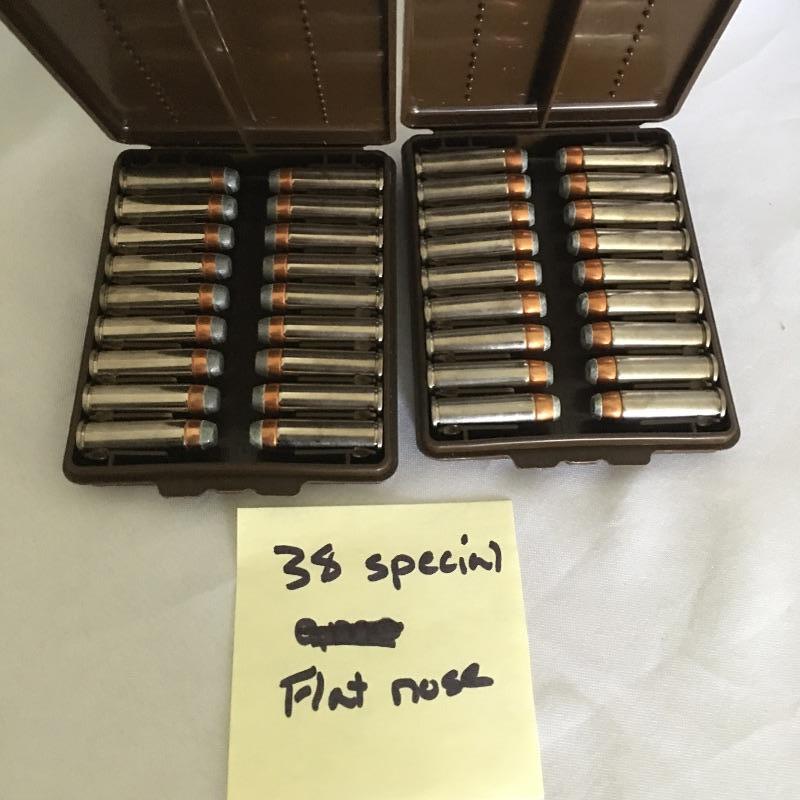 38 special
Flat nose